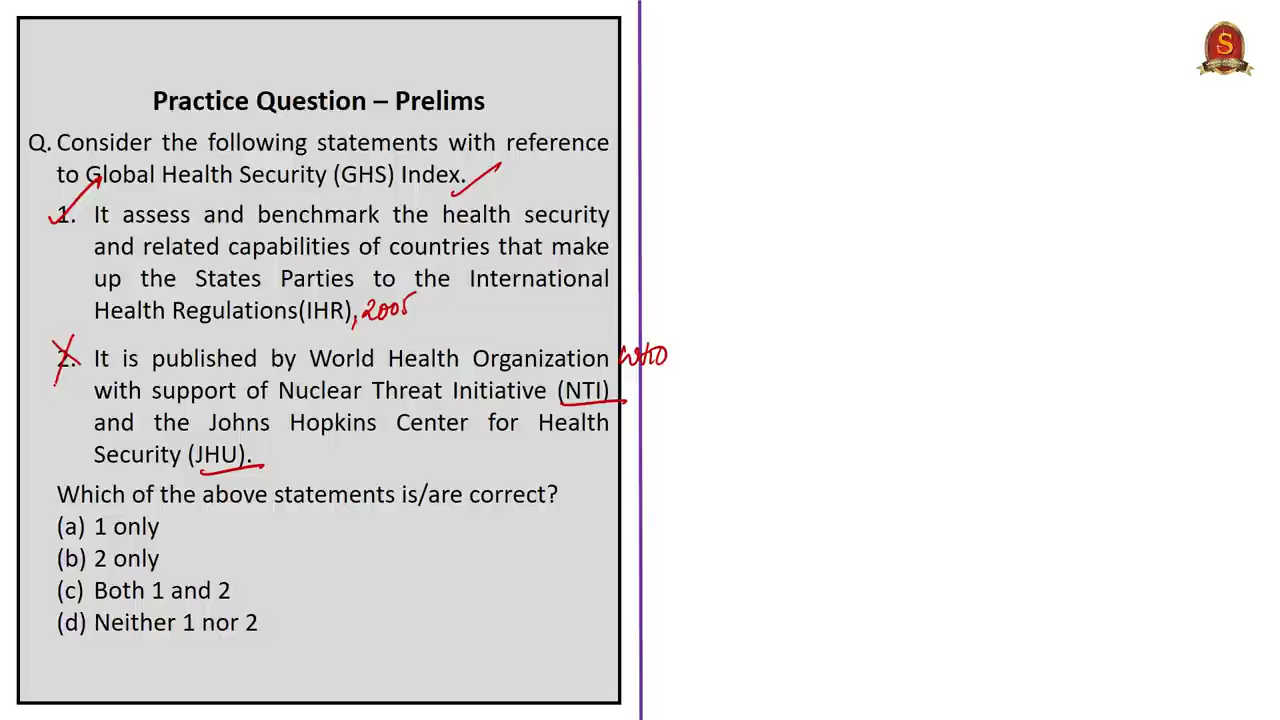 S
Practice Question – Prelims
Q. Consider the following statements with reference
to Global Health Security (GHS) Index.
1. It assess and benchmark the health security
and related capabilities of countries that make
up the States Parties to the International
Health Regulations(IHR), 2005
2. It is published by World Health Organization WHO
with support of Nuclear Threat Initiative (NTI)
and the Johns Hopkins Center for Health
Security (JHU).
Which of the above statements is/are correct?
(a) 1 only
(b) 2 only
(c) Both 1 and 2
(d) Neither 1 nor 2